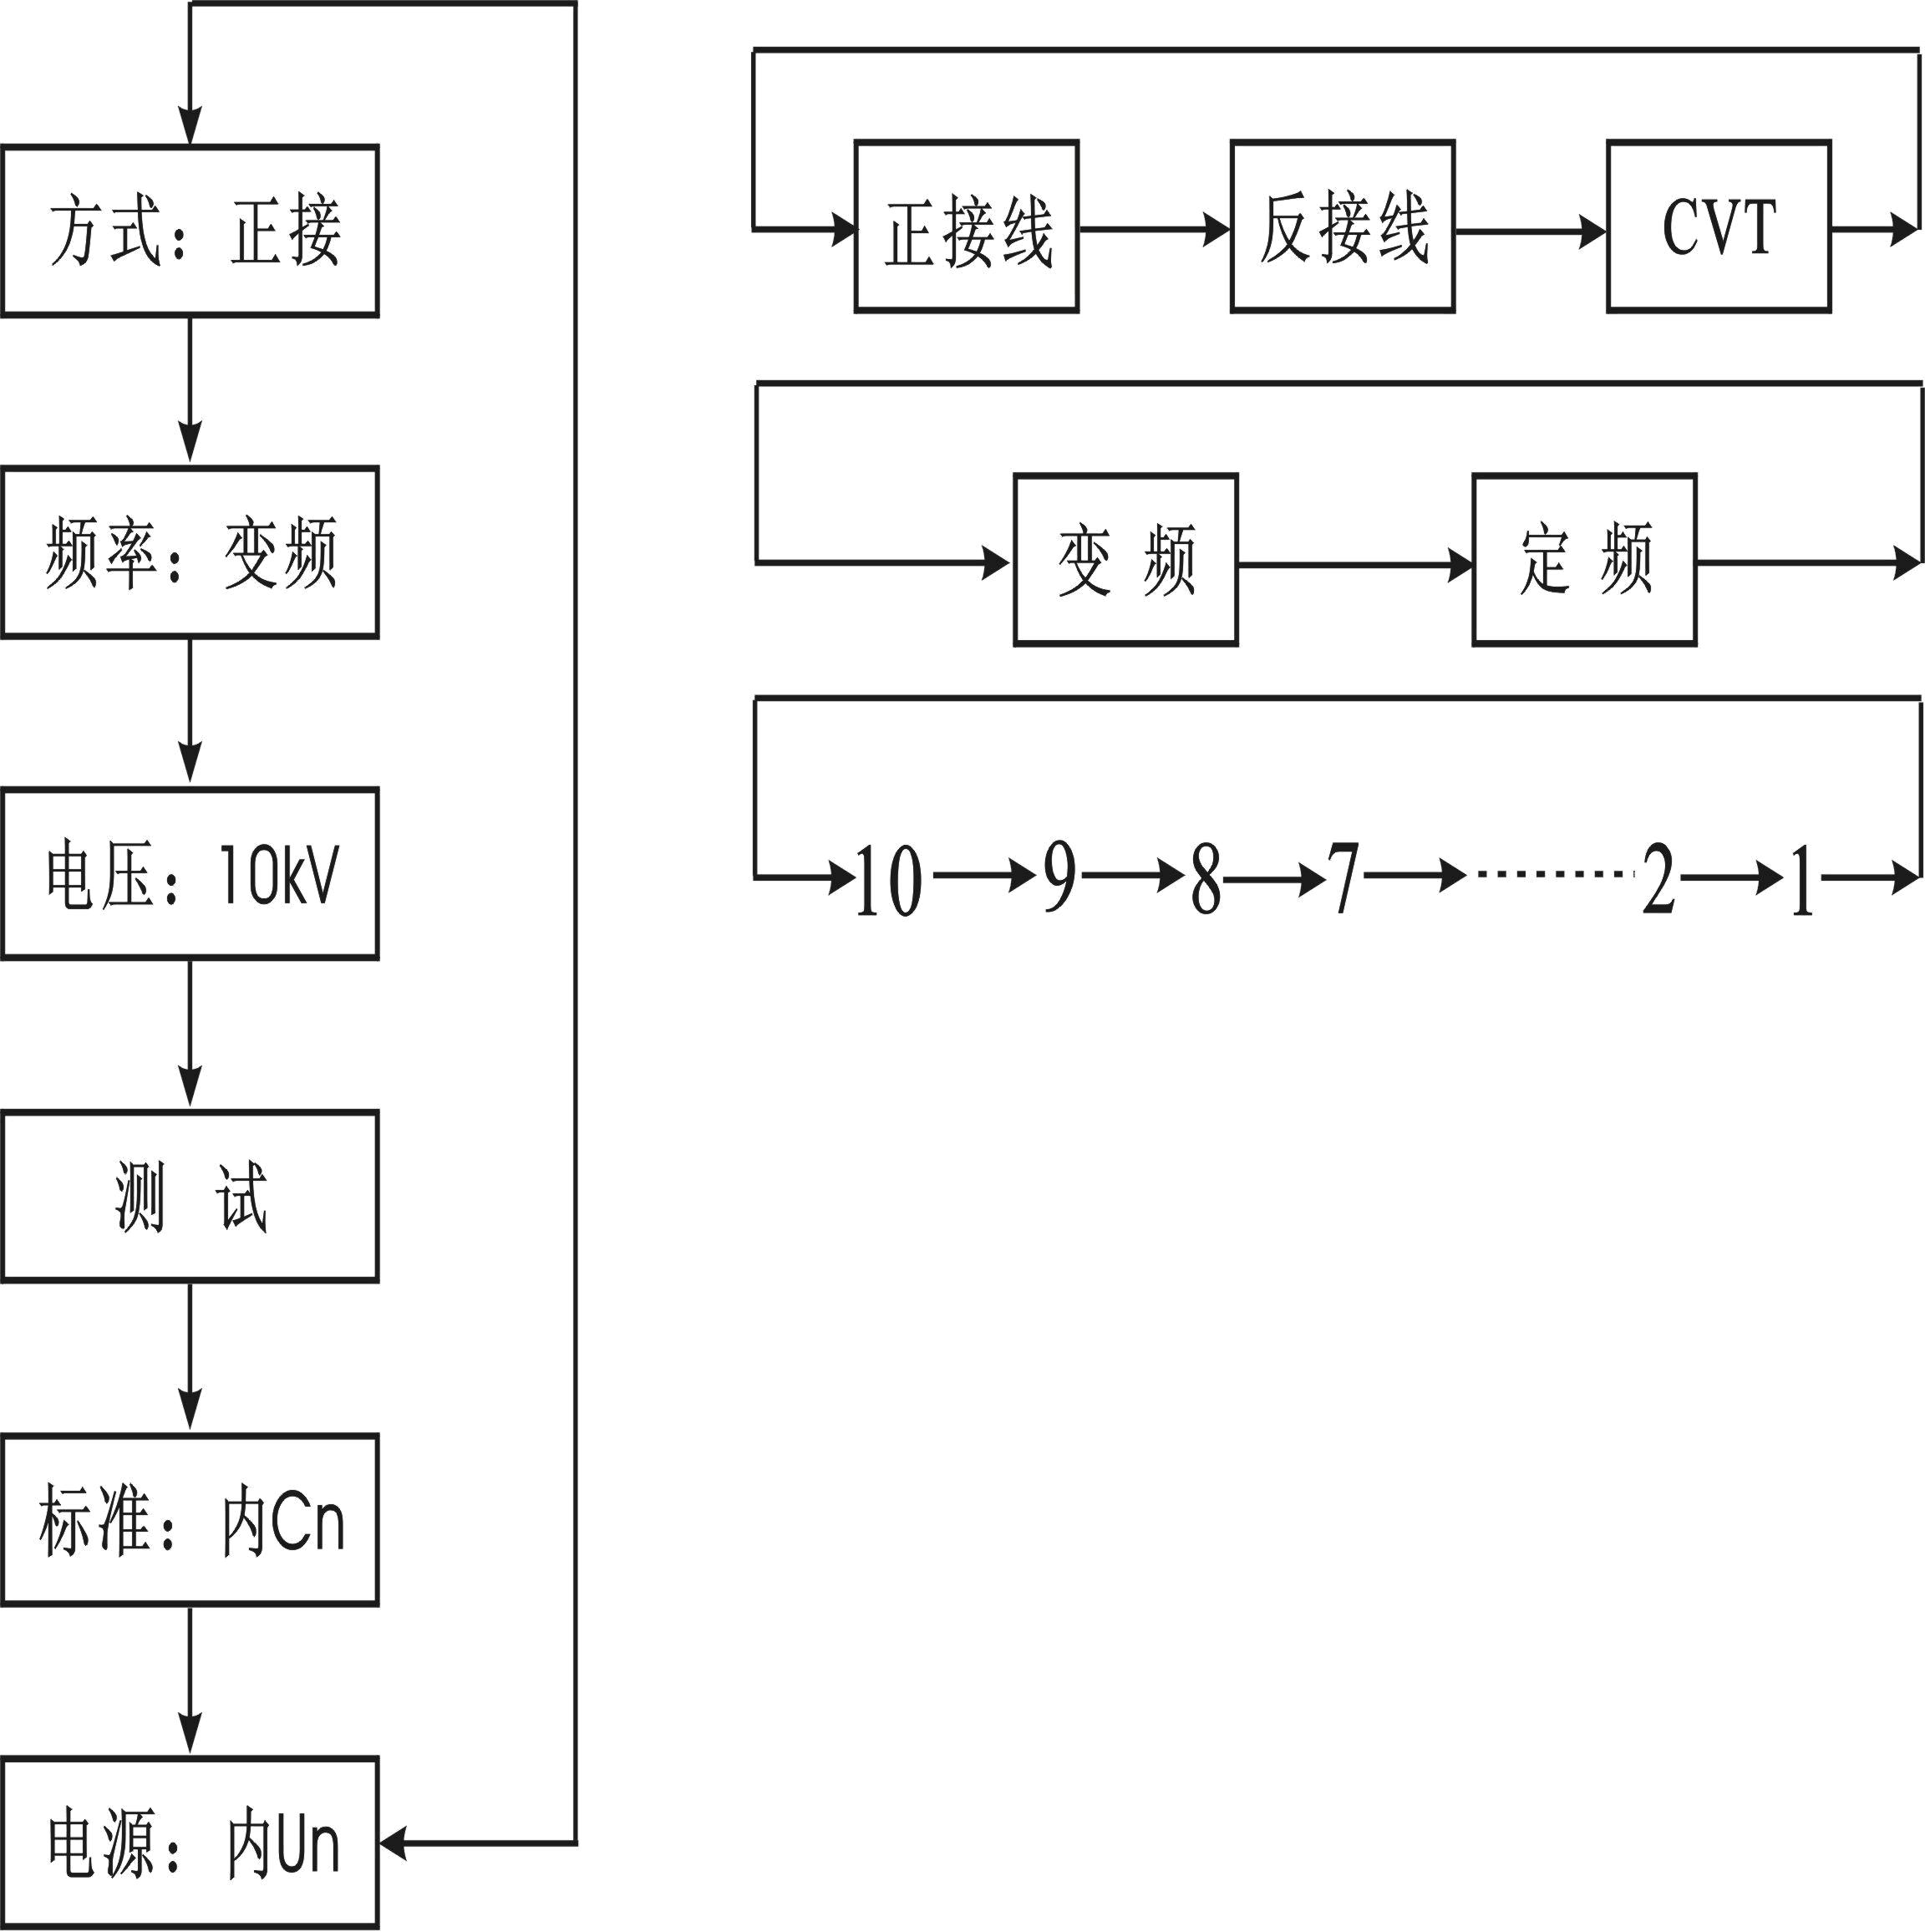 方式: 正接
频率: 变频
电压: 10kV
测 试
标准: 内Cn
电源: 内Un
正接线 反接线 CVT
变 频 定 频
10 9 8 7 2 1